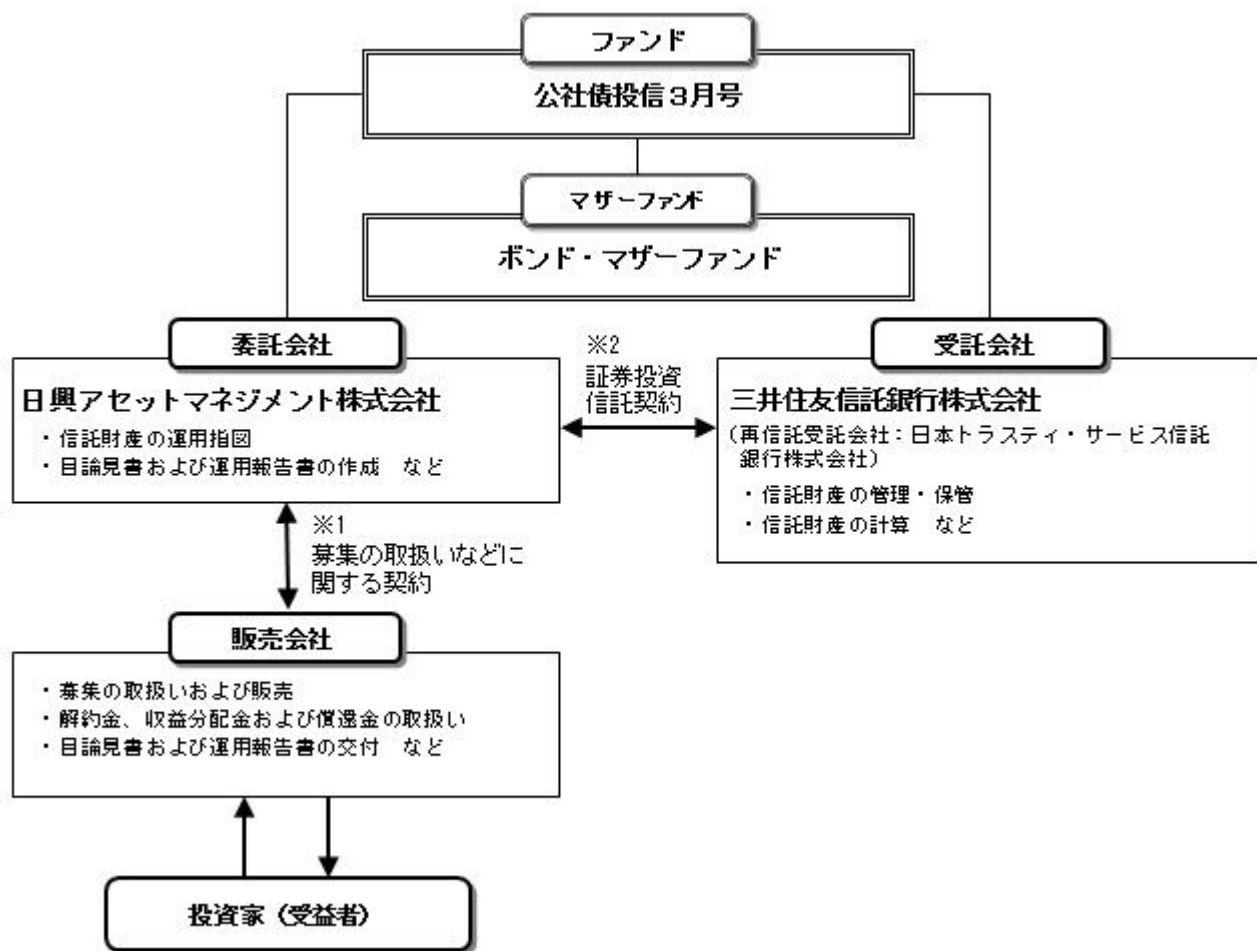 ファンド
公社債投信3月号
マザーファンド
ボンド・マザーファンド
委託会社
日興アセットマネジメント株式会社
・信託財産の運用指図
・目論見書および運用報告書の作成 など
※2
証券投資
信託契約
受託会社
三井住友信託銀行株式会社
(再信託受託会社:日本トラスティ・サービス信託
銀行株式会社)
・信託財産の管理・保管
・信託財産の計算 など
※1
募集の取扱いなどに
関する契約
販売会社
・募集の取扱いおよび販売
・解約金、収益分配金および償還金の取扱い
・目論見書および運用報告書の交付 など
投資家(受益者)